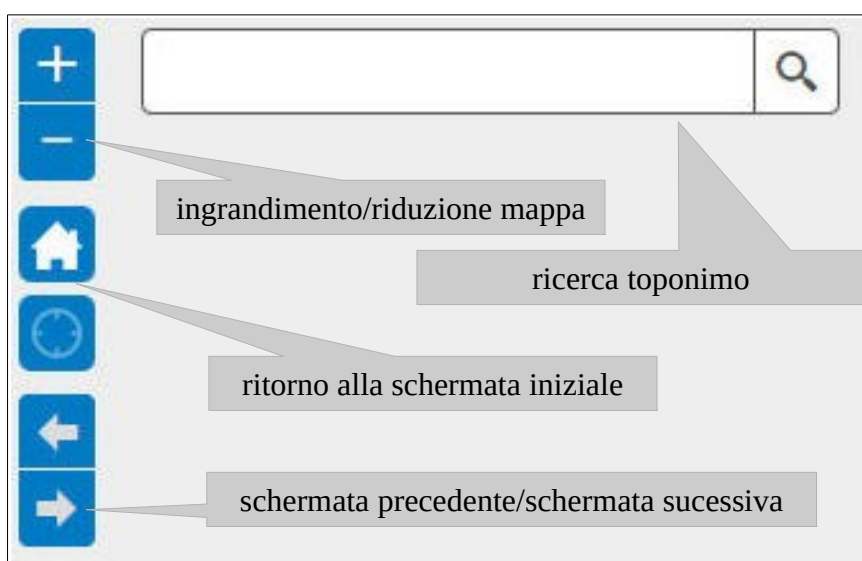 ingrandimento/riduzione mappa
ricerca toponimo
ritorno alla schermata iniziale
schermata precedente/schermata sucessiva